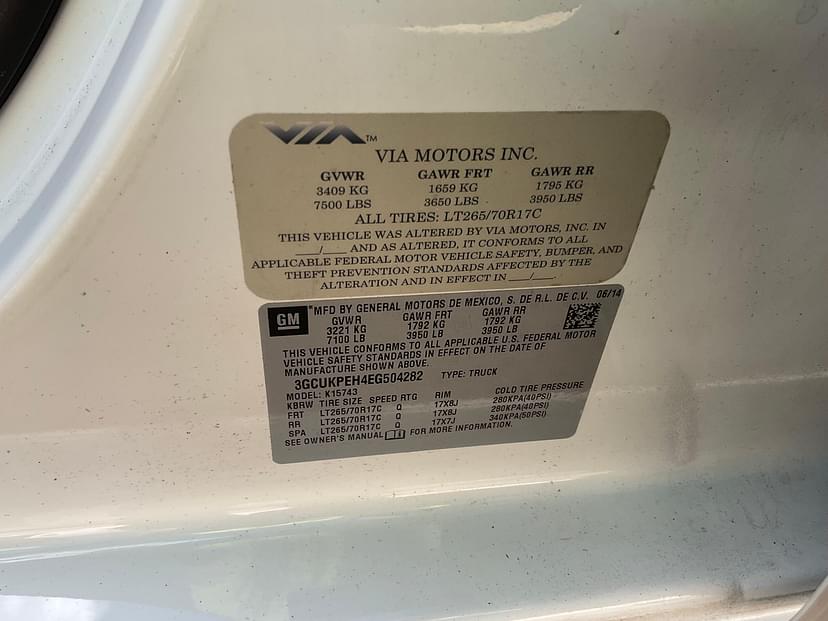 VIA™
VIA MOTORS INC.
GVWR GAWR FRT GAWR RR
3409 KG 1659 KG 1795 KG
7500 LBS 3650 LBS 3950 LBS
ALL TIRES: LT265/70R17C
THIS VEHICLE WAS ALTERED BY VIA MOTORS, INC. IN
___/___ AND AS ALTERED, IT CONFORMS TO ALL
APPLICABLE FEDERAL MOTOR VEHICLE SAFETY, BUMPER, AND
THEFT PREVENTION STANDARDS AFFECTED BY THE
ALTERATION AND IN EFFECT IN ___/___.
GM
*MFD BY GENERAL MOTORS DE MEXICO, S. DE R.L. DE C.V. 06/14
GVWR GAWR FRT GAWR RR
3221 KG 1792 KG 1792 KG
7100 LB 3950 LB 3950 LB
THIS VEHICLE CONFORMS TO ALL APPLICABLE U.S. FEDERAL MOTOR
VEHICLE SAFETY STANDARDS IN EFFECT ON THE DATE OF
MANUFACTURE SHOWN ABOVE.
3GCUKPEH4EG504282 TYPE: TRUCK
MODEL: K15743
KBRW TIRE SIZE SPEED RTG RIM COLD TIRE PRESSURE
FRT LT265/70R17C Q 17X8J 280KPA(40PSI)
RR LT265/70R17C Q 17X8J 280KPA(40PSI)
SPA LT265/70R17C Q 17X7J 340KPA(50PSI)
SEE OWNER'S MANUAL FOR MORE INFORMATION.